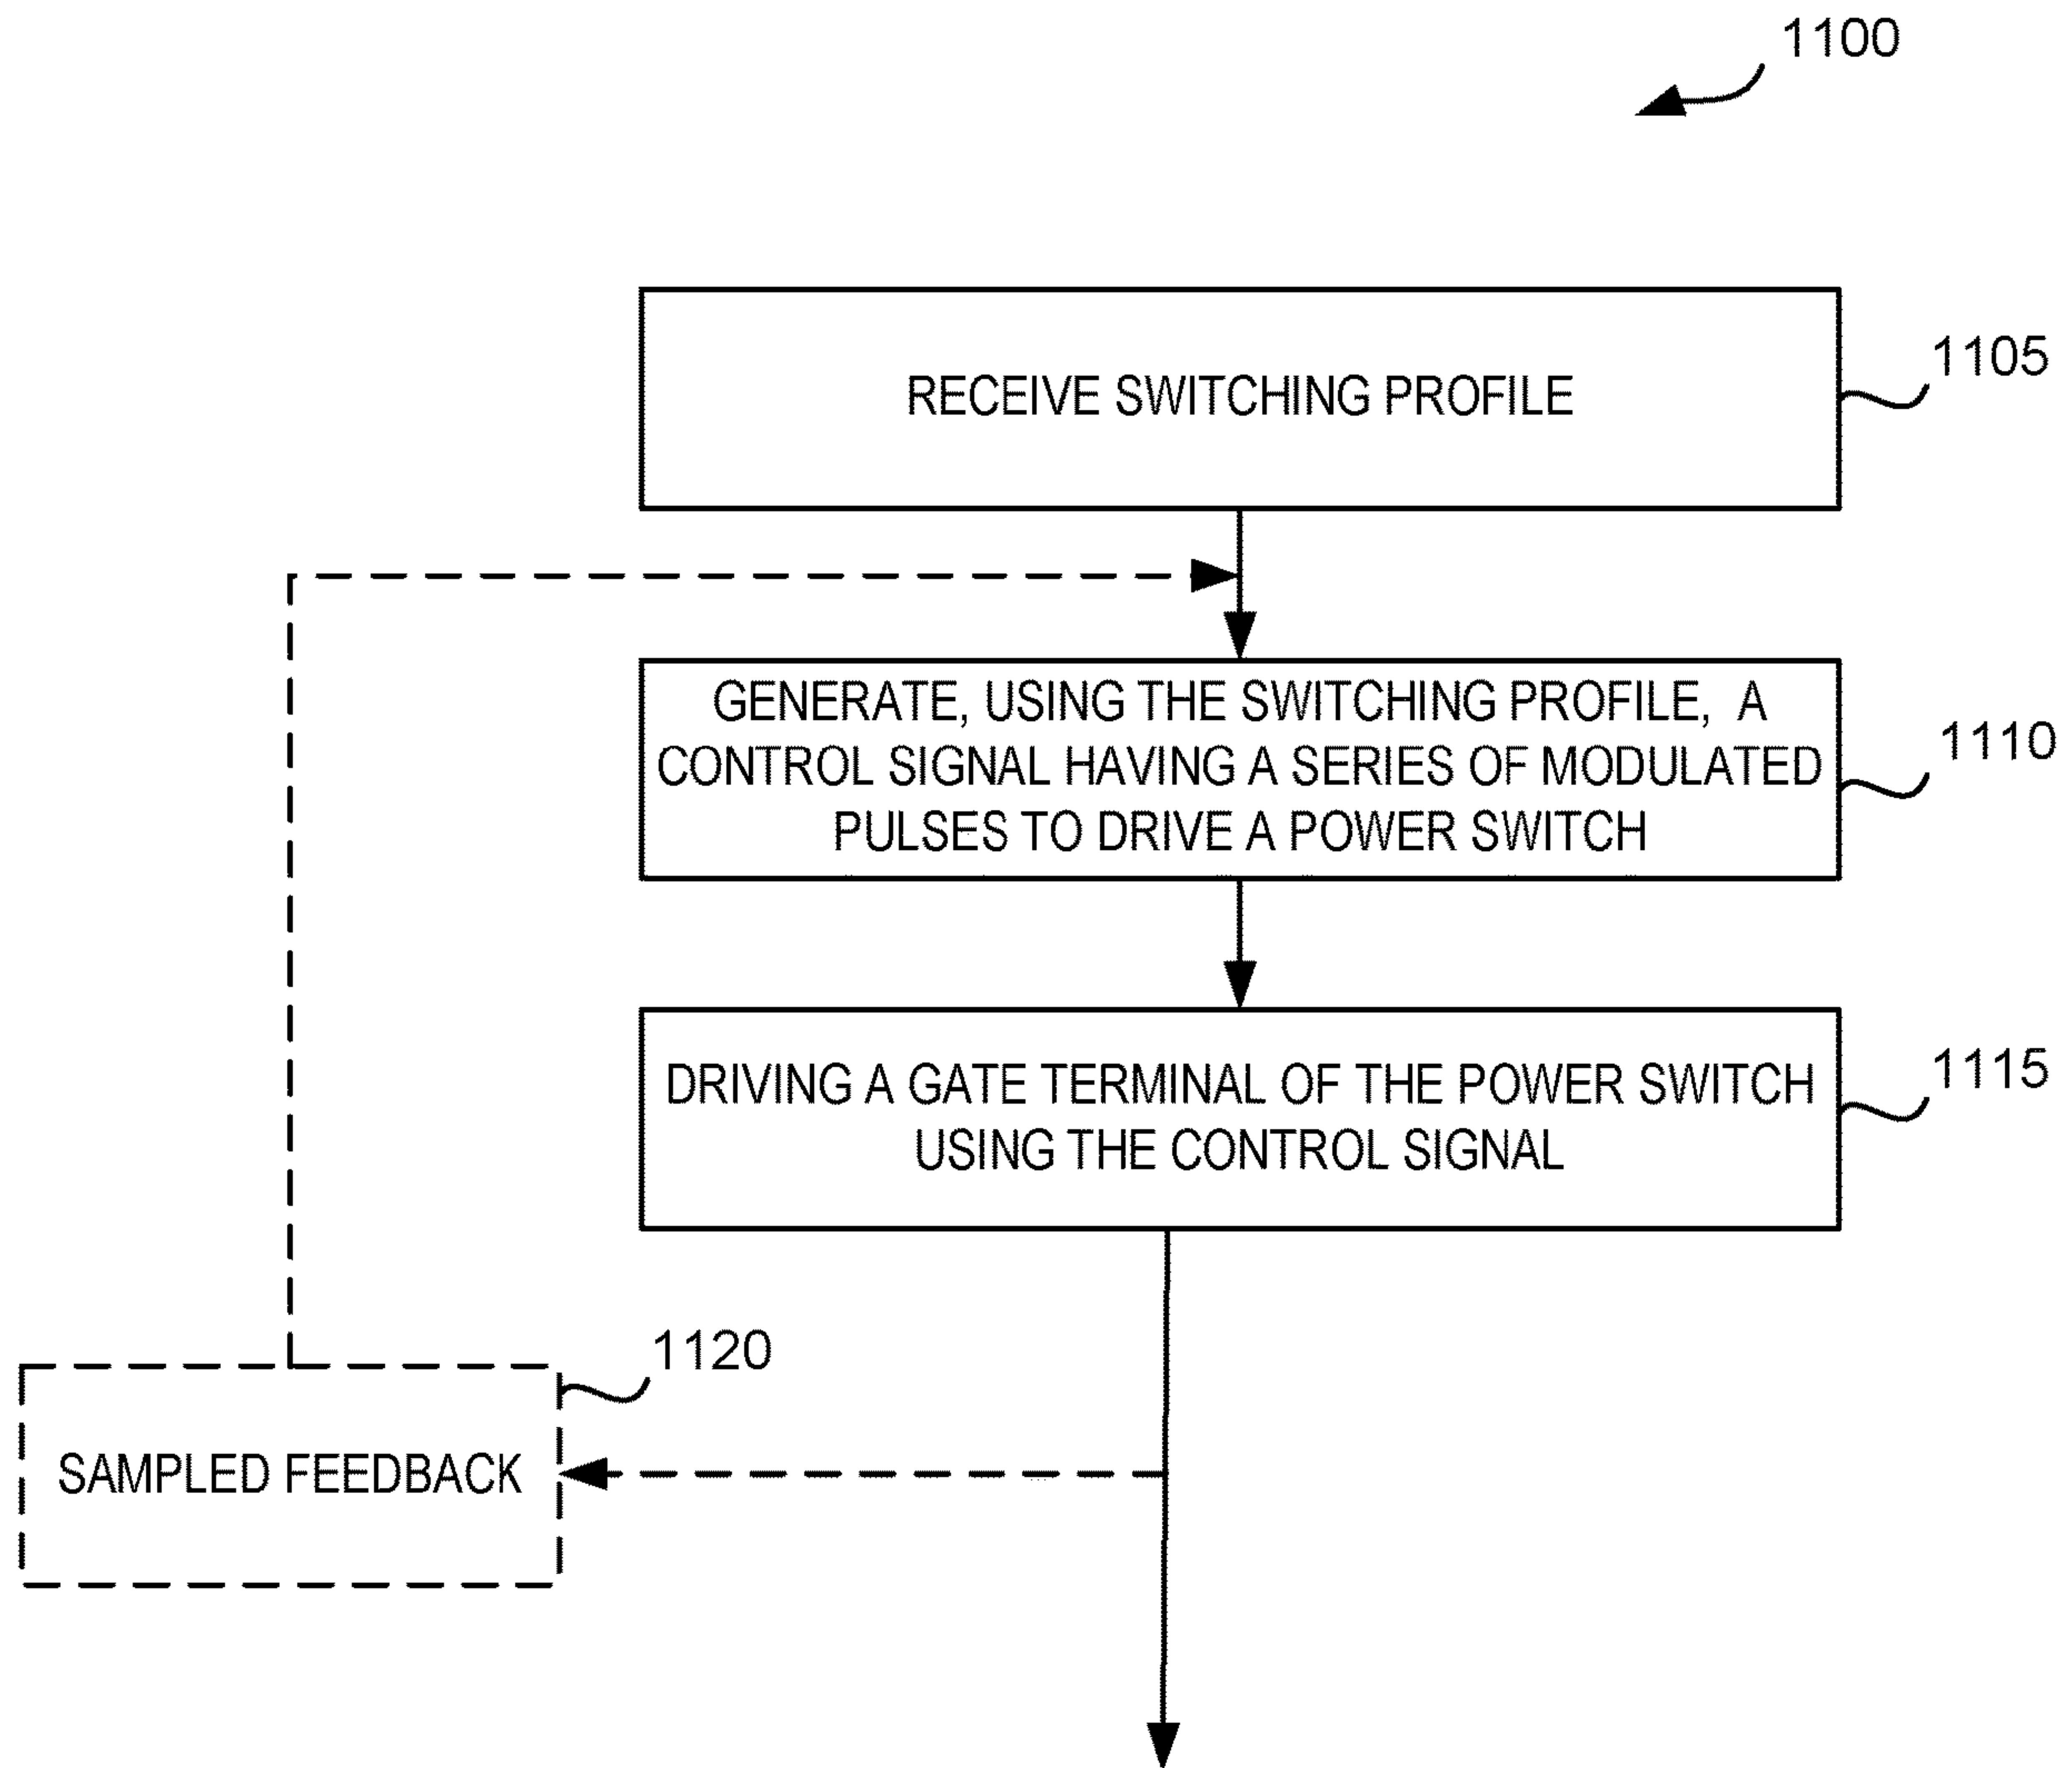 1100
RECEIVE SWITCHING PROFILE
1105
GENERATE, USING THE SWITCHING PROFILE, A
CONTROL SIGNAL HAVING A SERIES OF MODULATED
PULSES TO DRIVE A POWER SWITCH
1110
DRIVING A GATE TERMINAL OF THE POWER SWITCH
USING THE CONTROL SIGNAL
1115
1120
SAMPLED FEEDBACK